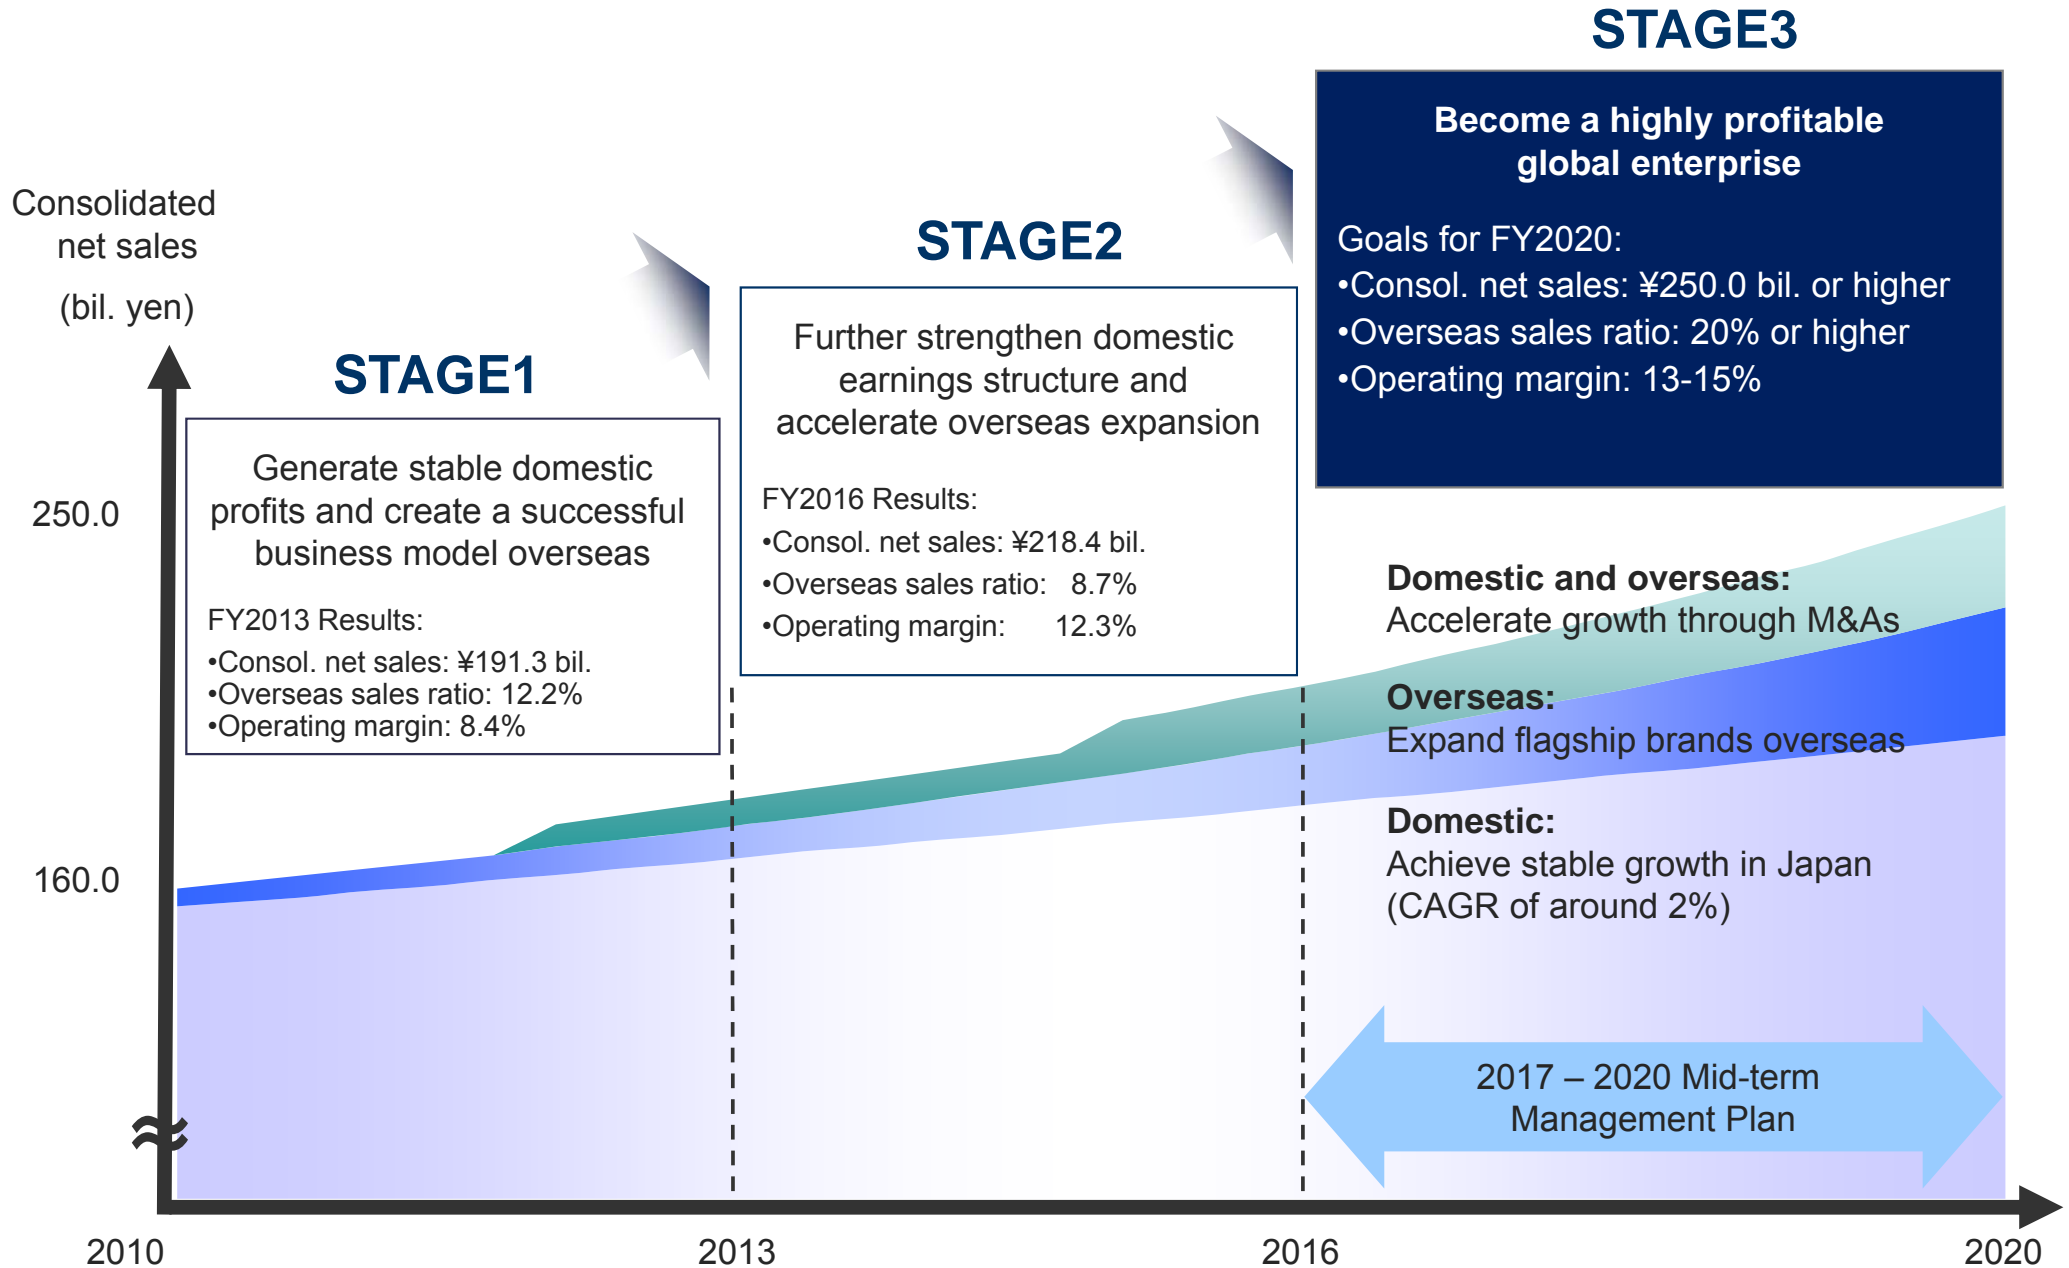 Consolidated
net sales
(bil. yen)
250.0
160.0
STAGE1
Generate stable domestic
profits and create a successful
business model overseas
FY2013 Results:
•Consol. net sales: ¥191.3 bil.
•Overseas sales ratio: 12.2%
•Operating margin: 8.4%
STAGE2
Further strengthen domestic
earnings structure and
accelerate overseas expansion
FY2016 Results:
•Consol. net sales: ¥218.4 bil.
•Overseas sales ratio: 8.7%
•Operating margin: 12.3%
STAGE3
Become a highly profitable
global enterprise
Goals for FY2020:
•Consol. net sales: ¥250.0 bil. or higher
•Overseas sales ratio: 20% or higher
•Operating margin: 13-15%
Domestic and overseas:
Accelerate growth through M&As
Overseas:
Expand flagship brands overseas
Domestic:
Achieve stable growth in Japan
(CAGR of around 2%)
2017 – 2020 Mid-term
Management Plan
2010
2013
2016
2020